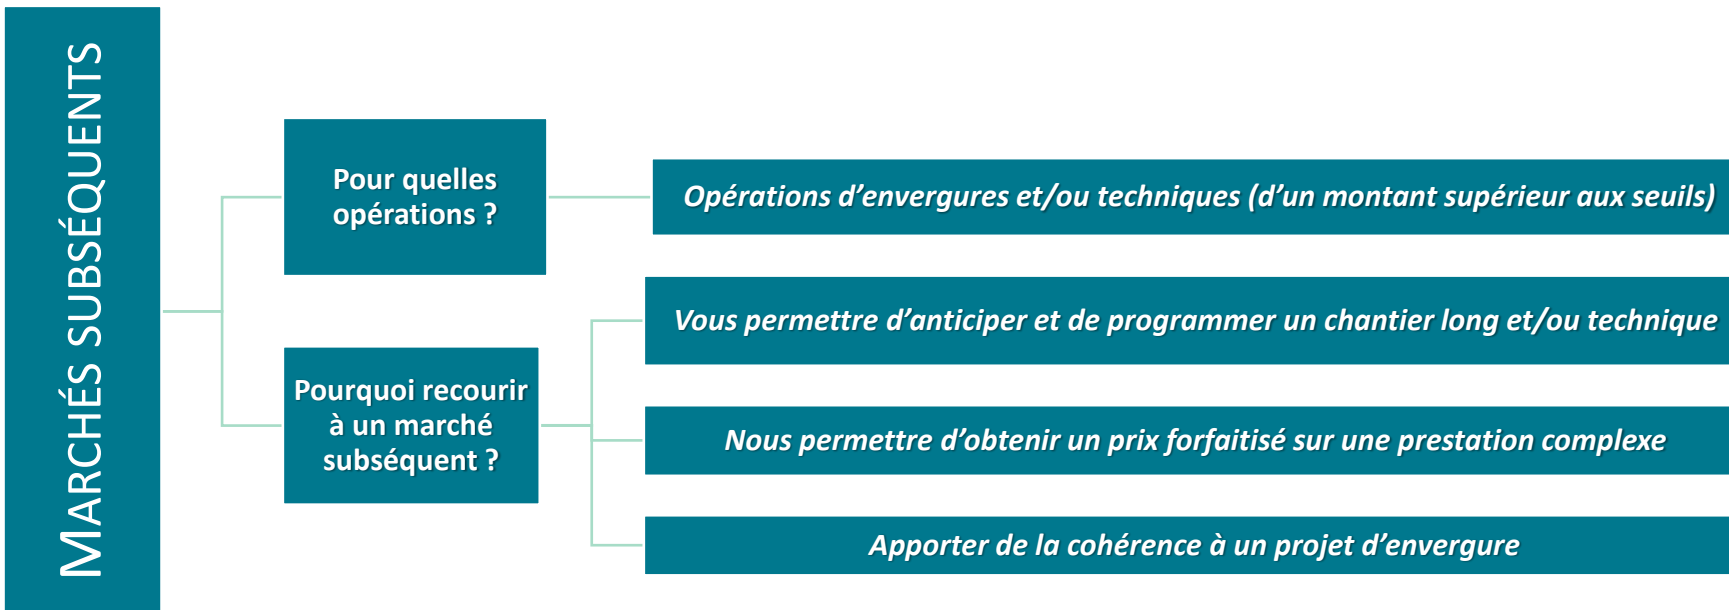 MARCHÉS SUBSÉQUENTS
Pour quelles
opérations ?
Opérations d’envergures et/ou techniques (d’un montant supérieur aux seuils)
Pourquoi recourir
à un marché
subséquent ?
Vous permettre d’anticiper et de programmer un chantier long et/ou technique
Nous permettre d’obtenir un prix forfaitisé sur une prestation complexe
Apporter de la cohérence à un projet d’envergure